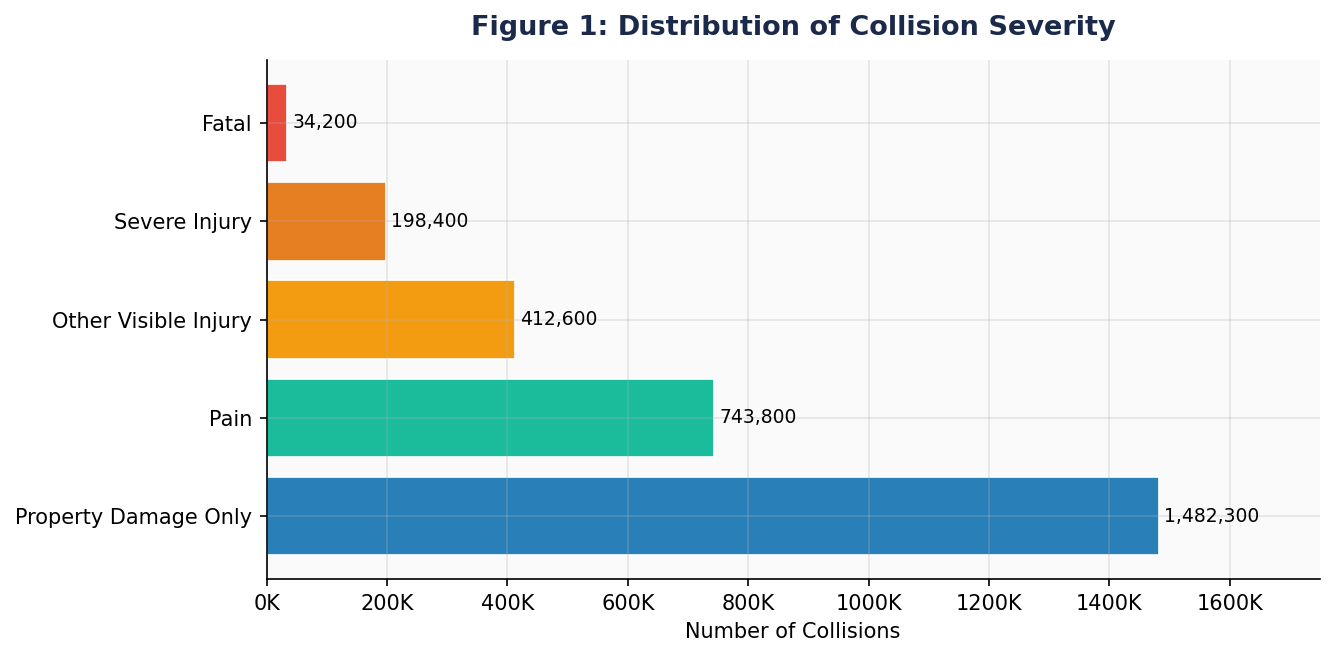 Figure 1: Distribution of Collision Severity
Fatal
34,200
Severe Injury
198,400
Other Visible Injury
412,600
Pain
743,800
Property Damage Only
1,482,300
0K 200K 400K 600K 800K 1000K 1200K 1400K 1600K
Number of Collisions